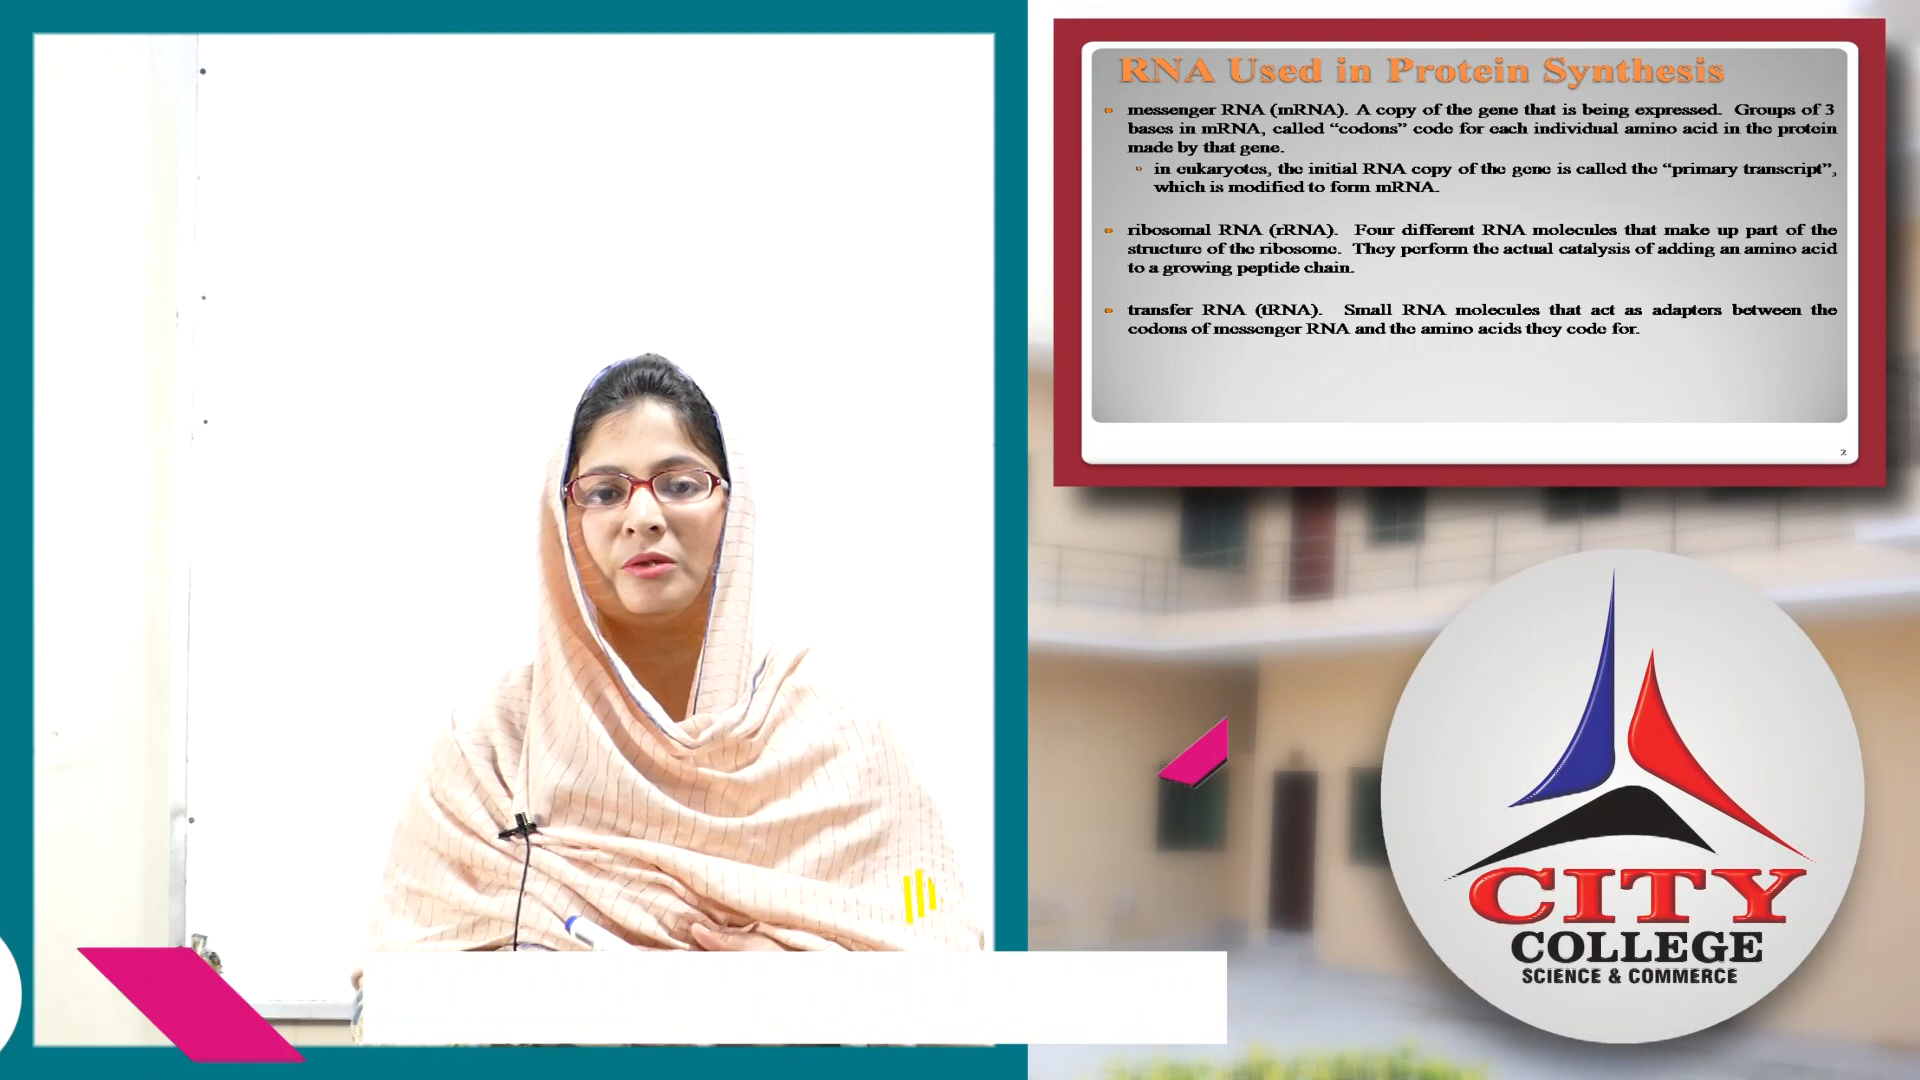 RNA Used in Protein Synthesis
messenger RNA (mRNA). A copy of the gene that is being expressed. Groups of 3
bases in mRNA, called “codons” code for each individual amino acid in the protein
made by that gene.
in eukaryotes, the initial RNA copy of the gene is called the “primary transcript”,
which is modified to form mRNA.
ribosomal RNA (rRNA). Four different RNA molecules that make up part of the
structure of the ribosome. They perform the actual catalysis of adding an amino acid
to a growing peptide chain.
transfer RNA (tRNA). Small RNA molecules that act as adapters between the
codons of messenger RNA and the amino acids they code for.
2
CITY
COLLEGE
SCIENCE & COMMERCE